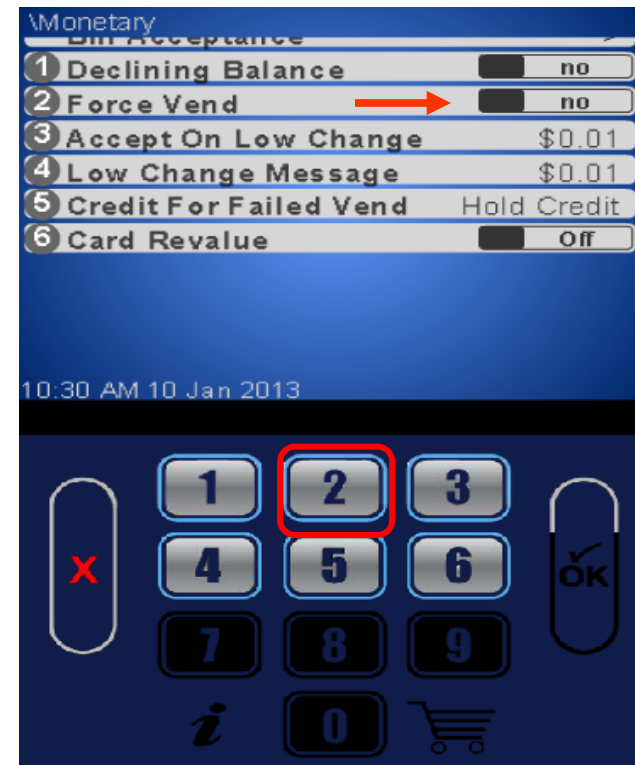 \Monetary
Bill Acceptance >
1 Declining Balance no
2 Force Vend no
3 Accept On Low Change $0.01
4 Low Change Message $0.01
5 Credit For Failed Vend Hold Credit
6 Card Revalue Off
10:30 AM 10 Jan 2013
1 2 3
X 4 5 6 OK
7 8 9
i 0